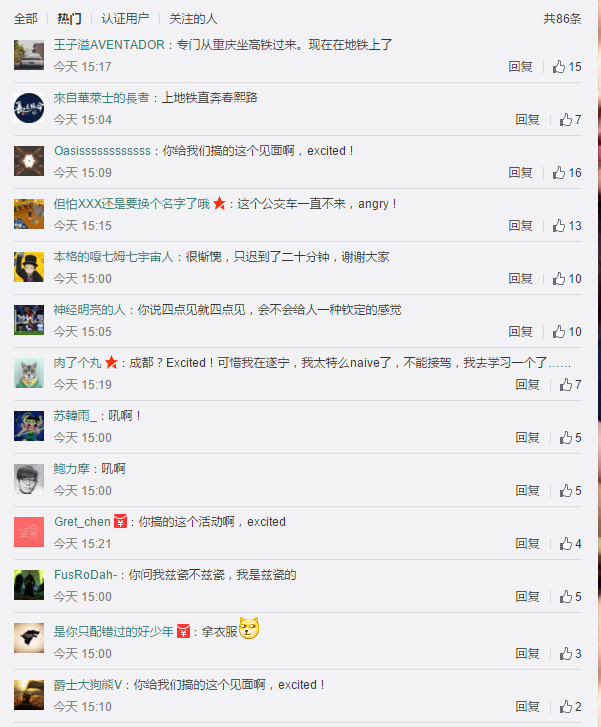 全部 热门 认证用户 关注的人 共86条
王子溢AVENTADOR：专门从重庆坐高铁过来。现在在地铁上了
今天 15:17 回复 15
來自華萊士的長者：上地铁直奔春熙路
今天 15:04 回复 7
Oasissssssssssss：你给我们搞的这个见面啊，excited！
今天 15:09 回复 16
但怕XXX还是要换个名字了哦：这个公交车一直不来，angry！
今天 15:15 回复 13
本格的嘎七姆七宇宙人：很惭愧，只迟到了二十分钟，谢谢大家
今天 15:00 回复 10
神经明亮的人：你说四点见就四点见，会不会给人一种钦定的感觉
今天 15:05 回复 10
肉了个丸：成都？Excited！可惜我在遂宁，我太特么naive了，不能接驾，我去学习一个了……
今天 15:19 回复 7
苏韓雨_：吼啊！
今天 15:00 回复 5
鲍力摩：吼啊
今天 15:00 回复 5
Gret_chen：你搞的这个活动啊，excited
今天 15:21 回复 4
FusRoDah-：你问我兹瓷不兹瓷，我是兹瓷的
今天 15:00 回复 5
是你只配错过的好少年：拿衣服
今天 15:00 回复 3
爵士大狗熊V：你给我们搞的这个见面啊，excited！
今天 15:10 回复 2